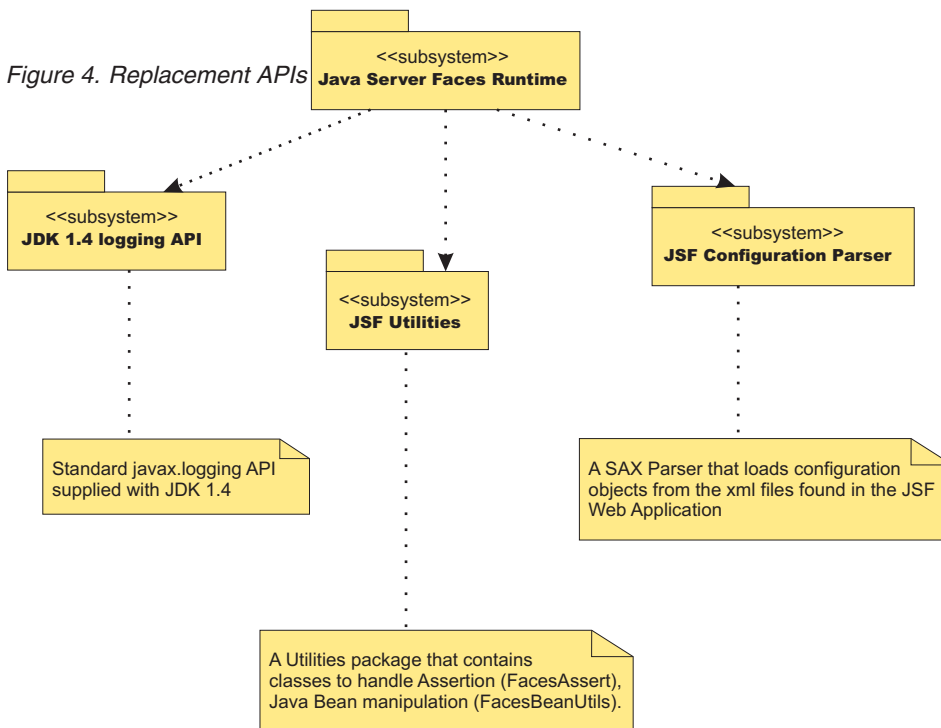 <<subsystem>>
Java Server Faces Runtime
Figure 4. Replacement APIs
<<subsystem>>
JDK 1.4 logging API
<<subsystem>>
JSF Configuration Parser
<<subsystem>>
JSF Utilities
Standard javax.logging API
supplied with JDK 1.4
A SAX Parser that loads configuration
objects from the xml files found in the JSF
Web Application
A Utilities package that contains
classes to handle Assertion (FacesAssert),
Java Bean manipulation (FacesBeanUtils).